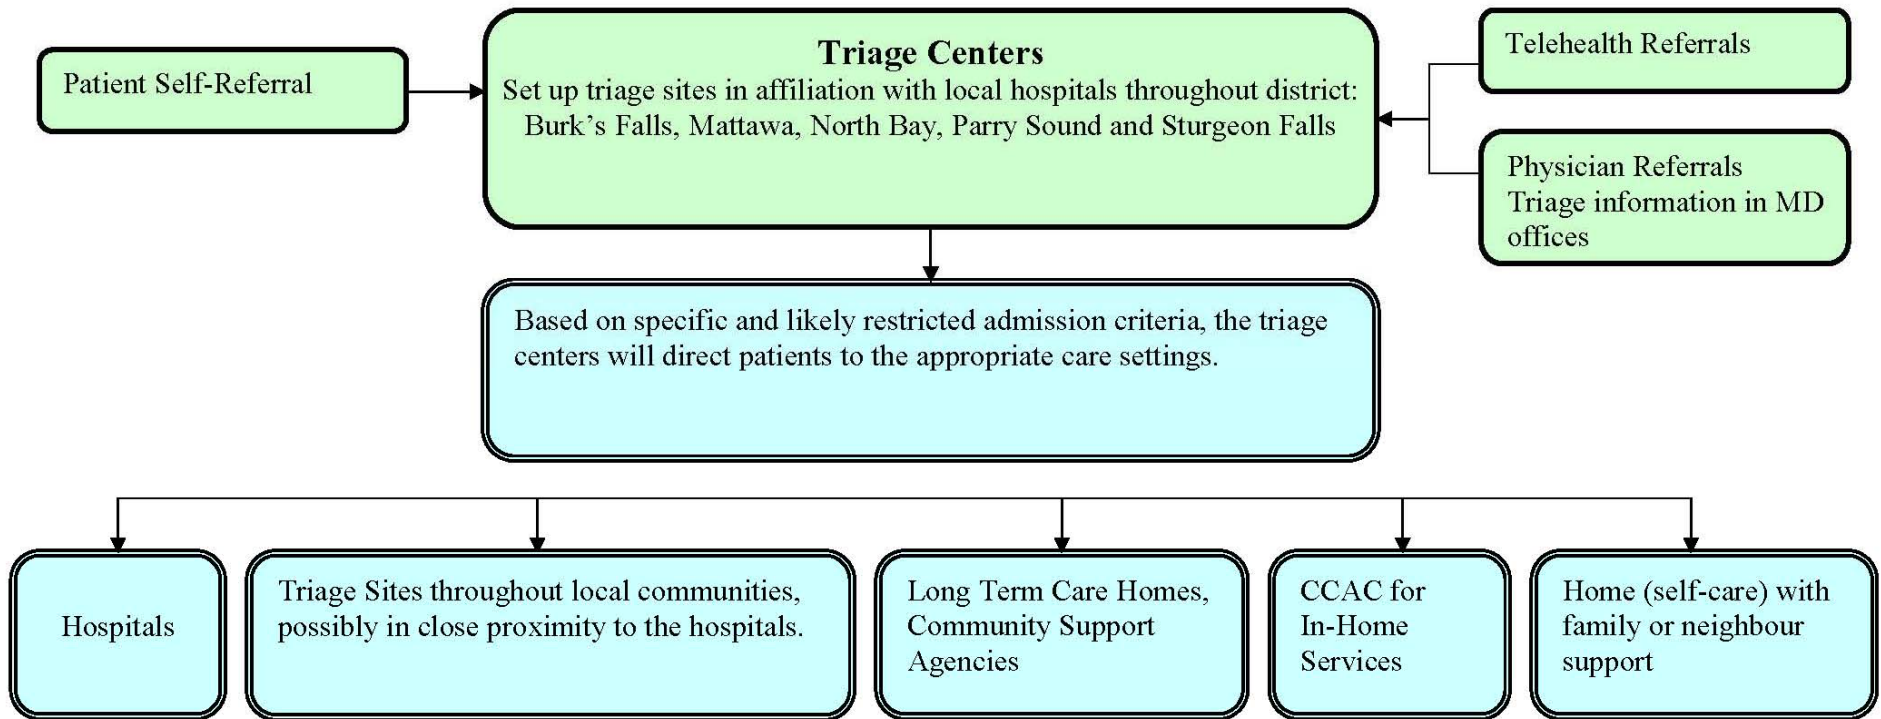 Patient Self-Referral
Triage Centers
Set up triage sites in affiliation with local hospitals throughout district:
Burk’s Falls, Mattawa, North Bay, Parry Sound and Sturgeon Falls
Telehealth Referrals
Physician Referrals
Triage information in MD
offices
Based on specific and likely restricted admission criteria, the triage
centers will direct patients to the appropriate care settings.
Hospitals
Triage Sites throughout local communities,
possibly in close proximity to the hospitals.
Long Term Care Homes,
Community Support
Agencies
CCAC for
In-Home
Services
Home (self-care) with
family or neighbour
support